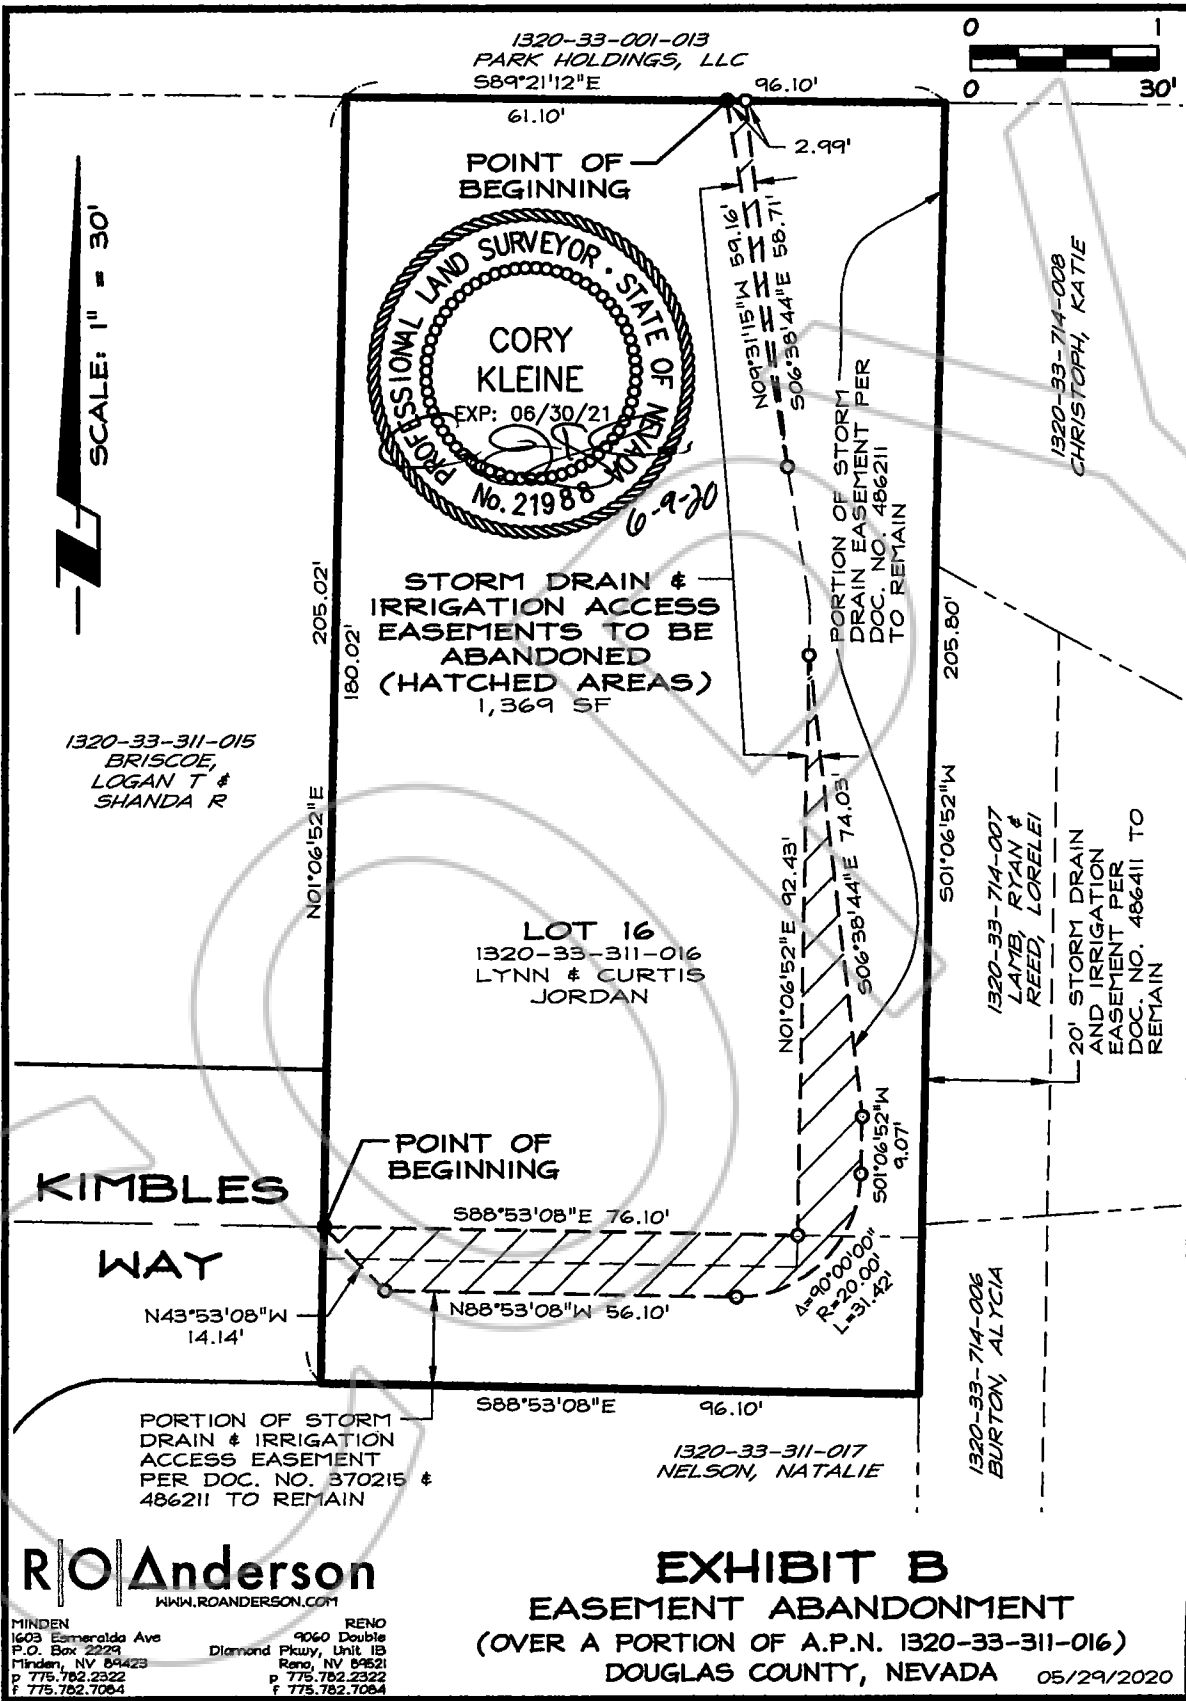 1320-33-001-013
PARK HOLDINGS, LLC
S89°21'12"E
96.10'
61.10'
0 1
0 30'
POINT OF
BEGINNING
2.99'
SCALE: 1" = 30'
PROFESSIONAL LAND SURVEYOR · STATE OF NEVADA
CORY
KLEINE
EXP: 06/30/21
No. 21988
6-9-20
N09°31'15"W 59.16'
S06°38'44"E 58.71'
PORTION OF STORM
DRAIN EASEMENT PER
DOC. NO. 486211
TO REMAIN
1320-33-714-008
CHRISTOPH, KATIE
STORM DRAIN &
IRRIGATION ACCESS
EASEMENTS TO BE
ABANDONED
(HATCHED AREAS)
1,369 SF
205.02'
180.02'
N01°06'52"E
205.80'
S01°06'52"W
1320-33-311-015
BRISCOE,
LOGAN T &
SHANDA R
N01°06'52"E 92.43'
S06°38'44"E 74.03'
LOT 16
1320-33-311-016
LYNN & CURTIS
JORDAN
1320-33-714-007
LAMB, RYAN &
REED, LORELEI
20' STORM DRAIN
AND IRRIGATION
EASEMENT PER
DOC. NO. 486411 TO
REMAIN
S01°06'52"W
9.07'
POINT OF
BEGINNING
KIMBLES
WAY
S88°53'08"E 76.10'
N43°53'08"W
14.14'
N88°53'08"W 56.10'
Δ=90°00'00"
R=20.00'
L=31.42'
1320-33-714-006
BURTON, ALYCIA
S88°53'08"E
96.10'
PORTION OF STORM
DRAIN & IRRIGATION
ACCESS EASEMENT
PER DOC. NO. 370215 &
486211 TO REMAIN
1320-33-311-017
NELSON, NATALIE
R|O|Anderson
WWW.ROANDERSON.COM
MINDEN
1603 Esmeralda Ave
P.O. Box 2229
Minden, NV 89423
p 775.782.2322
f 775.782.7084
RENO
9060 Double
Diamond Pkwy, Unit 1B
Reno, NV 89521
p 775.782.2322
f 775.782.7084
EXHIBIT B
EASEMENT ABANDONMENT
(OVER A PORTION OF A.P.N. 1320-33-311-016)
DOUGLAS COUNTY, NEVADA
05/29/2020